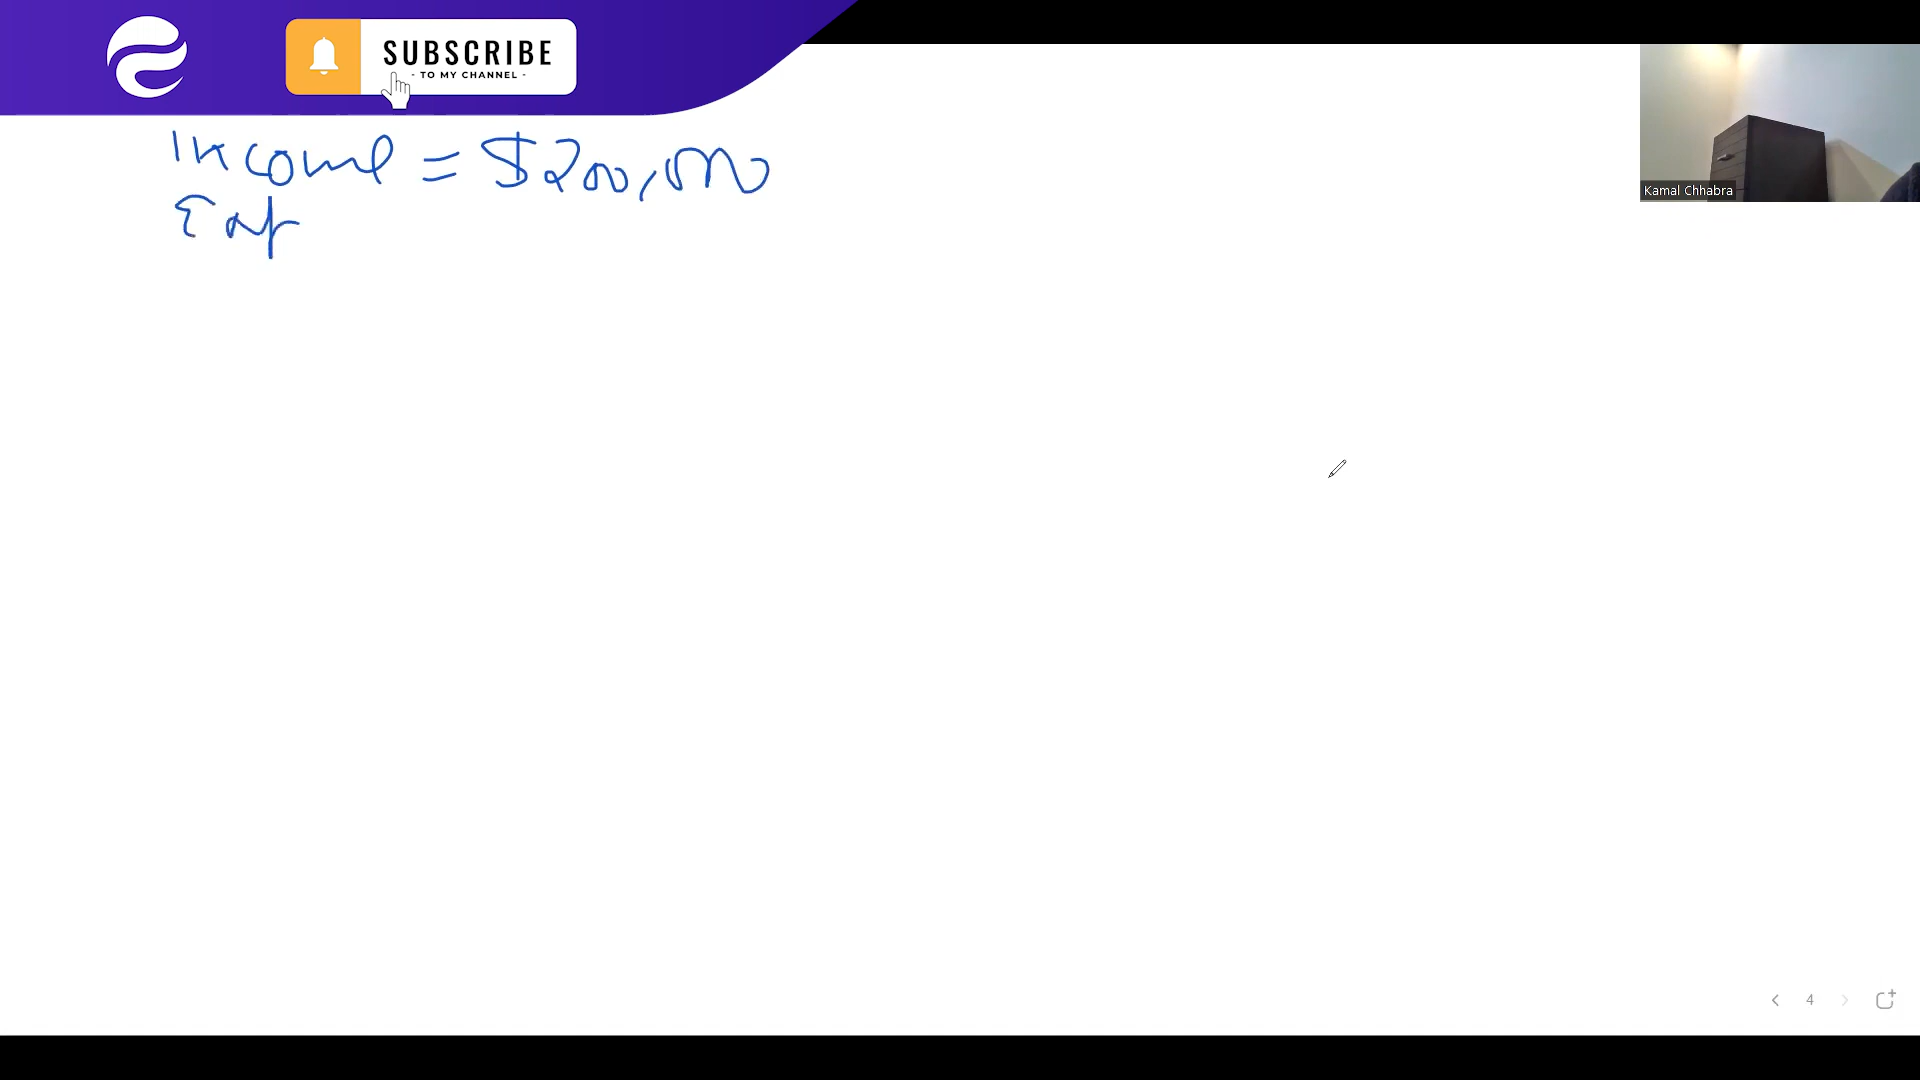 SUBSCRIBE
- TO MY CHANNEL -
Income = $200,000
Exp
Kamal Chhabra
4